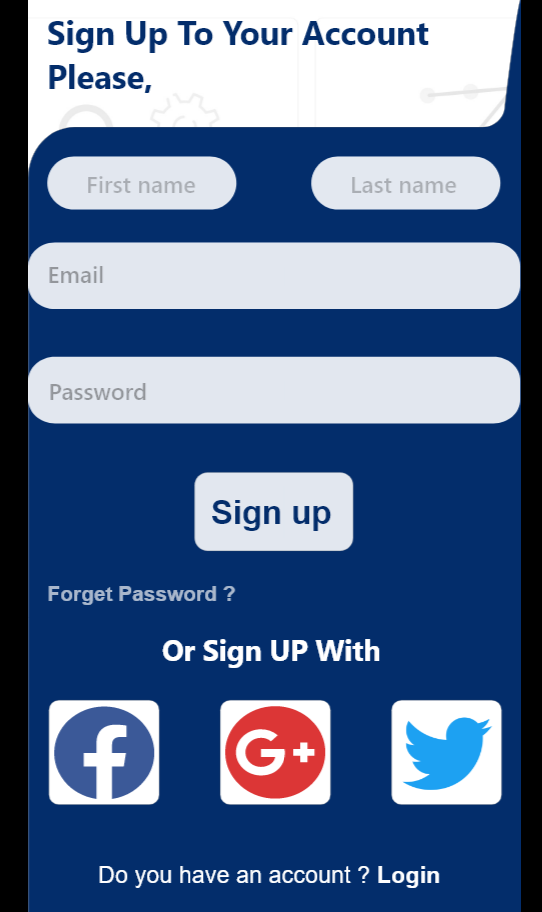 Sign Up To Your Account
Please,
First name Last name
Email
Password
Sign up
Forget Password ?
Or Sign UP With
f G+
Do you have an account ? Login